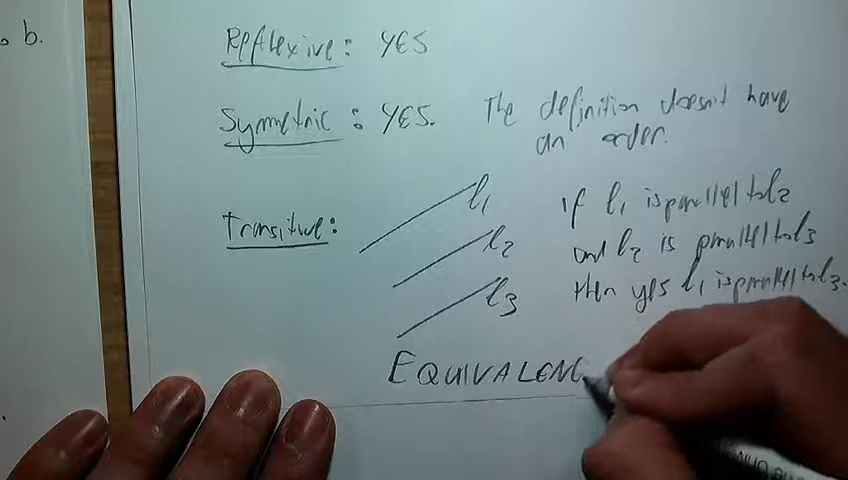 o b.
Reflexive: YES
Symmetric: YES. The definition doesn't have
an order.
Transitive:
l1
l2
l3
if l1 is parallel to l2
and l2 is parallel to l3
then yes l1 is parallel to l3.
EQUIVALENC